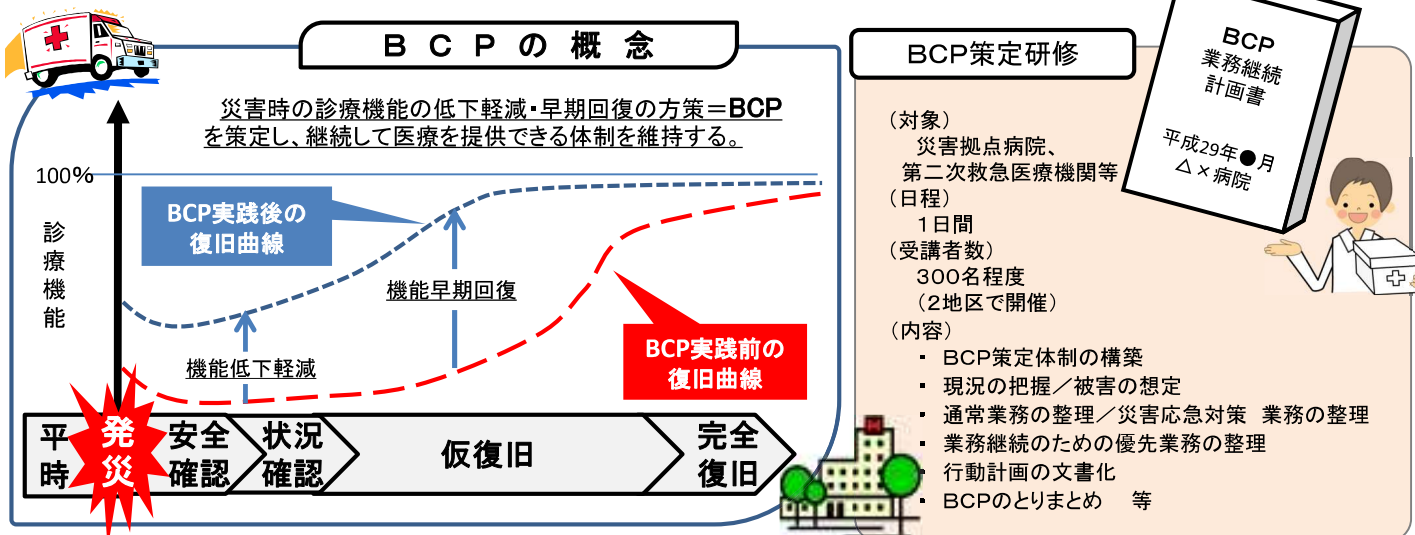 BCPの概念
災害時の診療機能の低下軽減・早期回復の方策=BCP
を策定し、継続して医療を提供できる体制を維持する。
100%
診療機能
BCP実践後の
復旧曲線
機能早期回復
機能低下軽減
BCP実践前の
復旧曲線
平時
発災
安全
確認
状況
確認
仮復旧
完全
復旧
H
BCP策定研修
BCP
業務継続
計画書
平成29年●月
△×病院
（対象）
災害拠点病院、
第二次救急医療機関等
（日程）
1日間
（受講者数）
300名程度
（2地区で開催）
（内容）
▪ BCP策定体制の構築
▪ 現況の把握／被害の想定
▪ 通常業務の整理／災害応急対策 業務の整理
▪ 業務継続のための優先業務の整理
▪ 行動計画の文書化
▪ BCPのとりまとめ 等